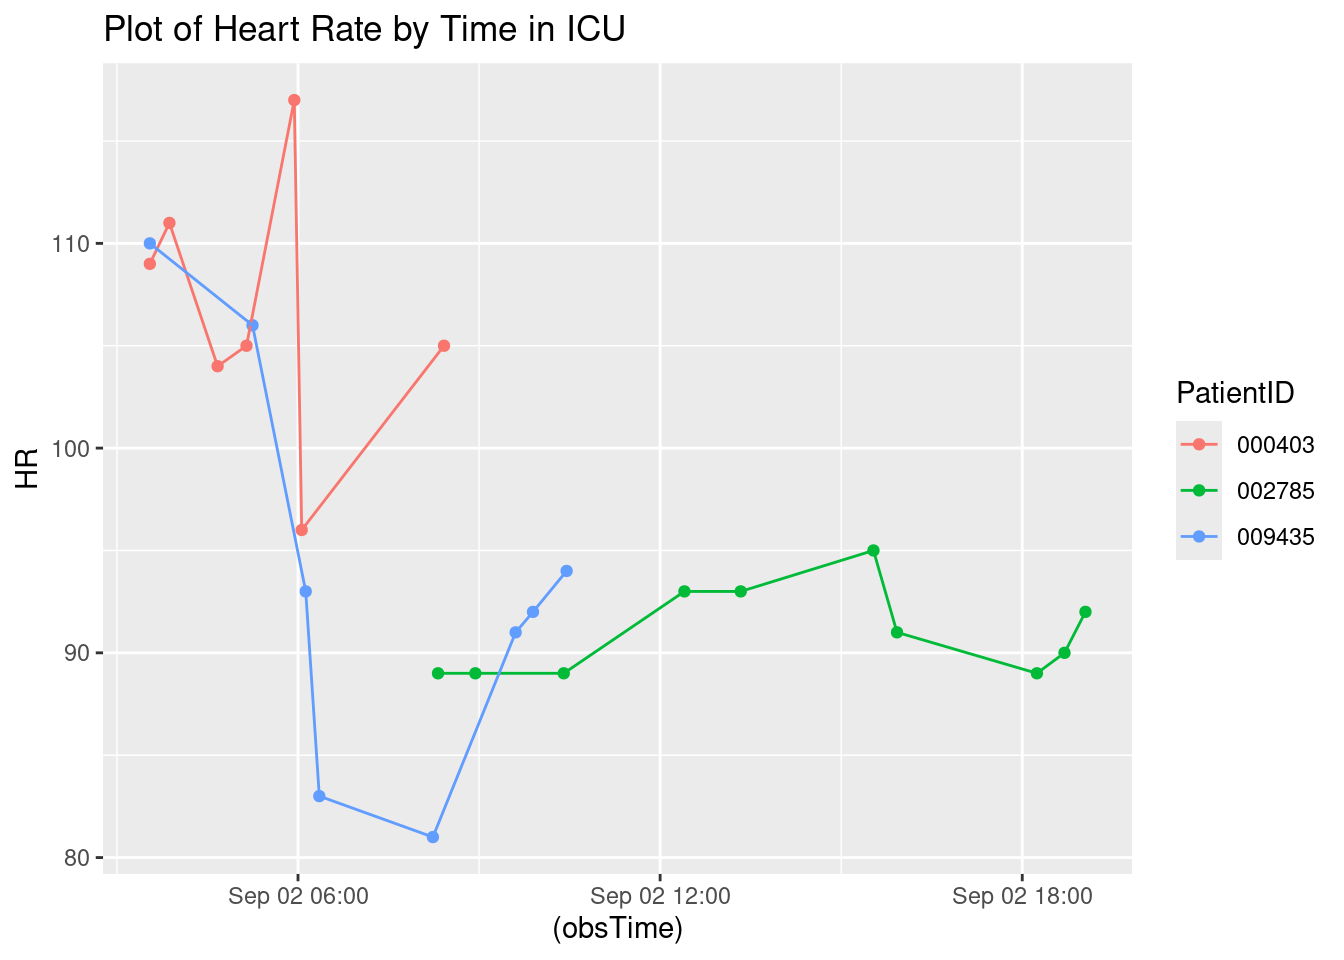 Plot of Heart Rate by Time in ICU
HR
110
100
90
80
Sep 02 06:00
Sep 02 12:00
Sep 02 18:00
(obsTime)
PatientID
000403
002785
009435